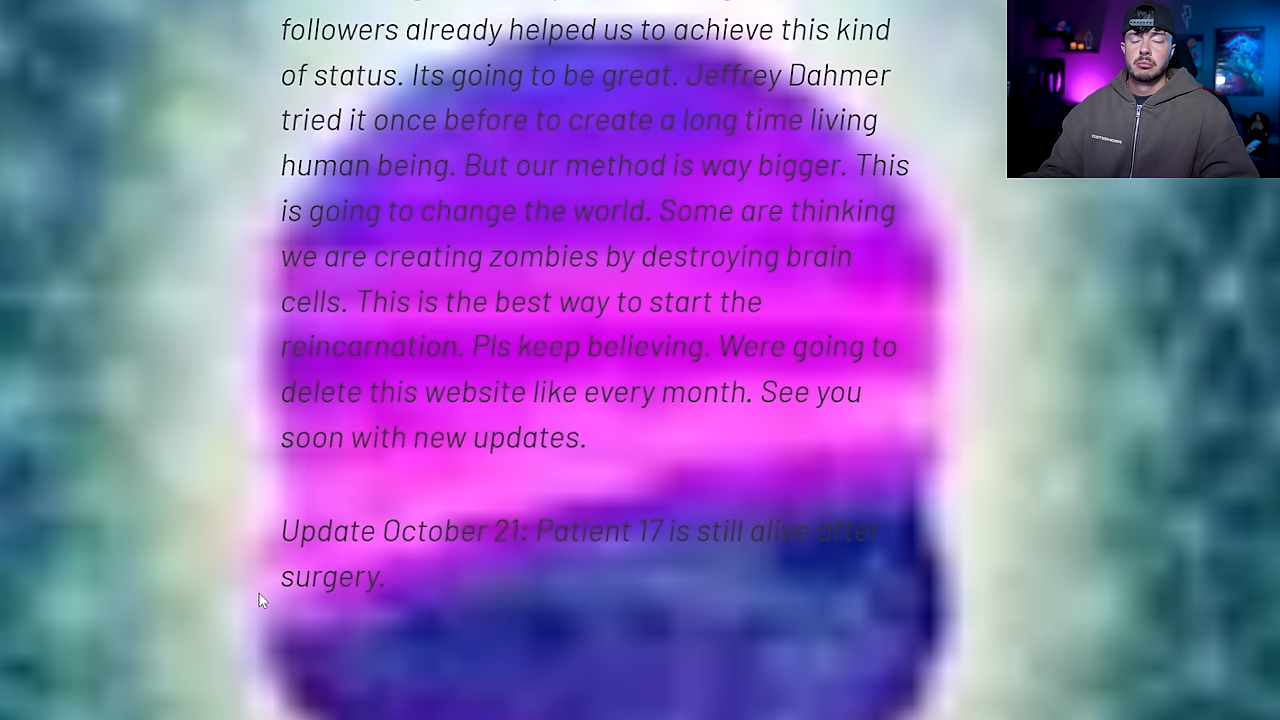 followers already helped us to achieve this kind
of status. Its going to be great. Jeffrey Dahmer
tried it once before to create a long time living
human being. But our method is way bigger. This
is going to change the world. Some are thinking
we are creating zombies by destroying brain
cells. This is the best way to start the
reincarnation. Pls keep believing. Were going to
delete this website like every month. See you
soon with new updates.
Update October 21: Patient 17 is still alive after
surgery.